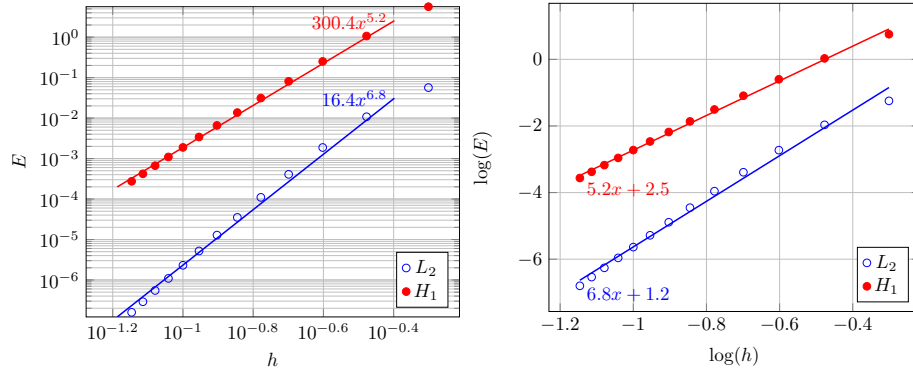 10^0
10^{-1}
10^{-2}
10^{-3}
10^{-4}
10^{-5}
10^{-6}
E
300.4x^{5.2}
16.4x^{6.8}
L_2
H_1
10^{-1.2}
10^{-1}
10^{-0.8}
10^{-0.6}
10^{-0.4}
h
0
−2
−4
−6
log(E)
5.2x + 2.5
6.8x + 1.2
L_2
H_1
−1.2
−1
−0.8
−0.6
−0.4
log(h)